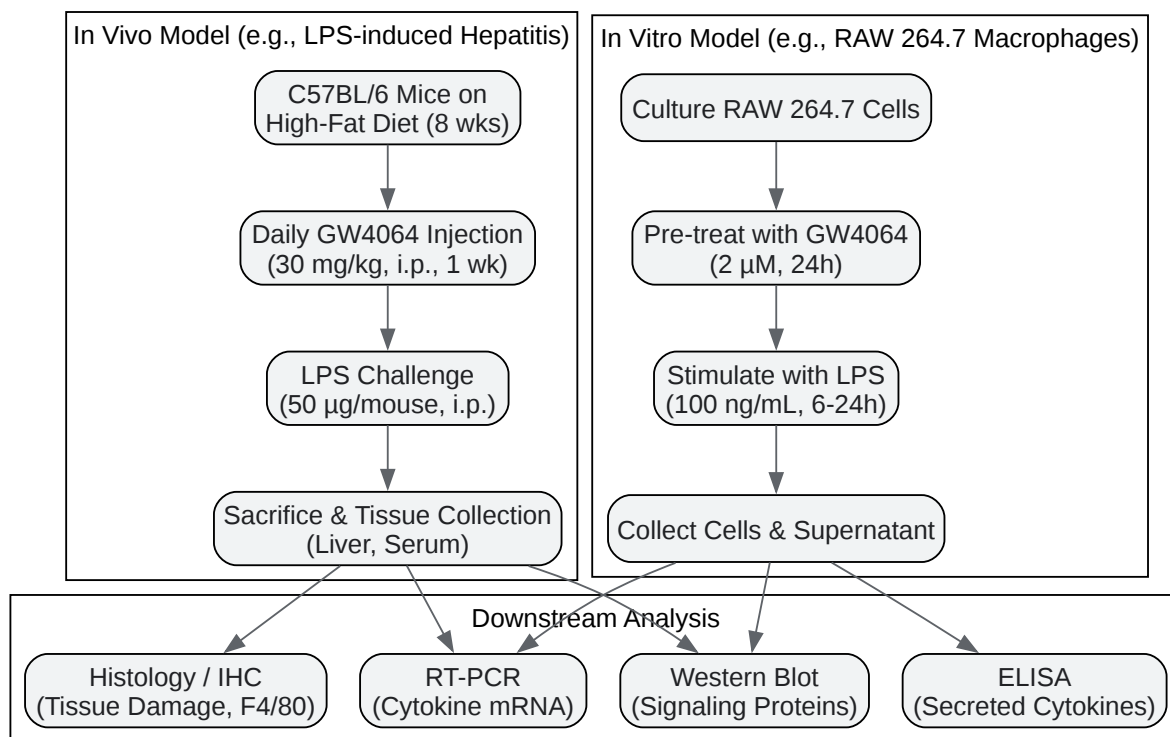 In Vivo Model (e.g., LPS-induced Hepatitis)
C57BL/6 Mice on
High-Fat Diet (8 wks)
Daily GW4064 Injection
(30 mg/kg, i.p., 1 wk)
LPS Challenge
(50 µg/mouse, i.p.)
Sacrifice & Tissue Collection
(Liver, Serum)
In Vitro Model (e.g., RAW 264.7 Macrophages)
Culture RAW 264.7 Cells
Pre-treat with GW4064
(2 µM, 24h)
Stimulate with LPS
(100 ng/mL, 6-24h)
Collect Cells & Supernatant
Downstream Analysis
Histology / IHC
(Tissue Damage, F4/80)
RT-PCR
(Cytokine mRNA)
Western Blot
(Signaling Proteins)
ELISA
(Secreted Cytokines)